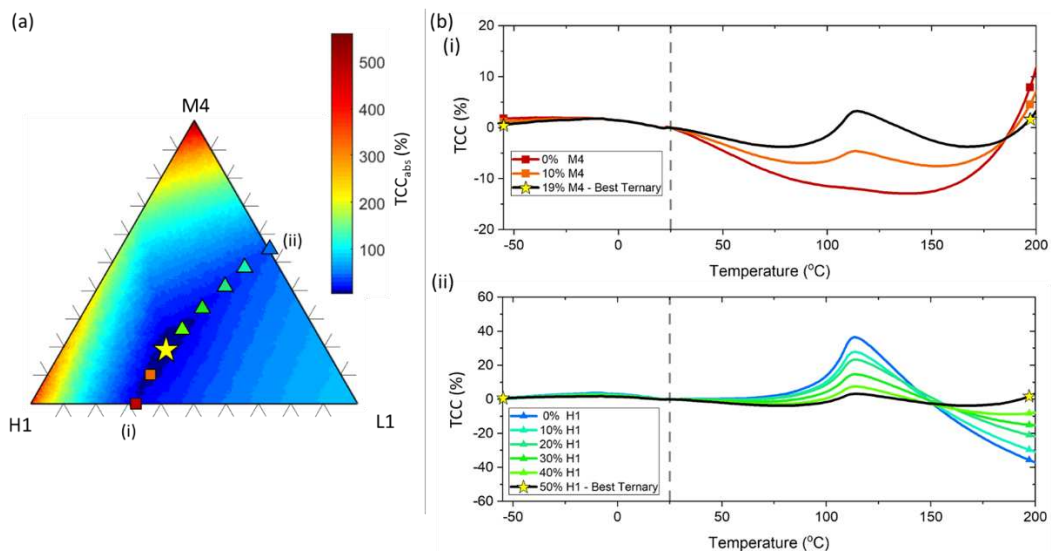 (a)
M4
500
400
300
200
100
TCCabs (%)
(ii)
H1
(i)
L1
(b)
(i)
20
10
0
-10
-20
TCC (%)
0% M4
10% M4
19% M4 - Best Ternary
-50 0 50 100 150 200
Temperature (°C)
(ii)
60
40
20
0
-20
-40
-60
TCC (%)
0% H1
10% H1
20% H1
30% H1
40% H1
50% H1 - Best Ternary
-50 0 50 100 150 200
Temperature (°C)